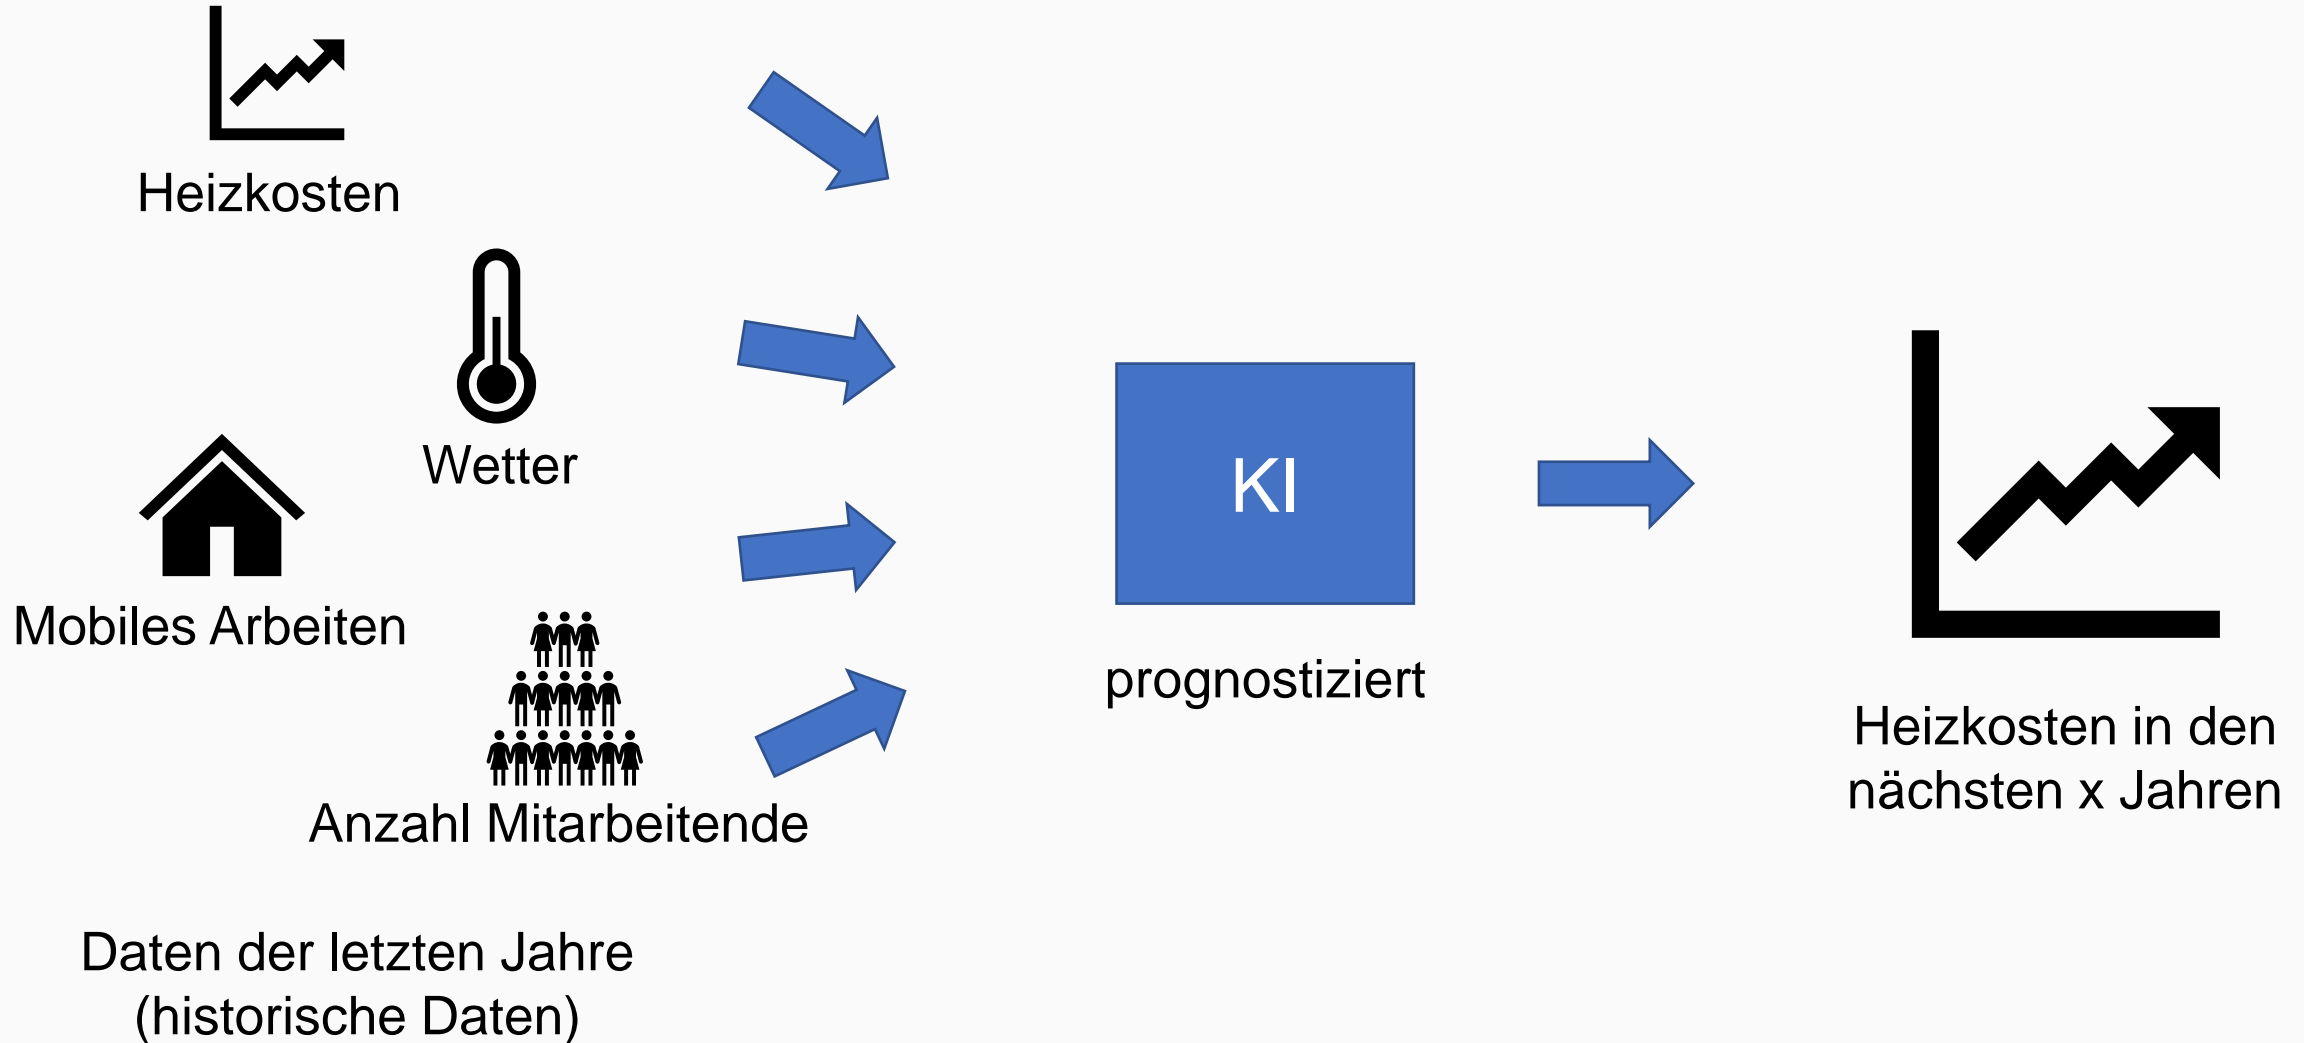 Heizkosten
Wetter
Mobiles Arbeiten
Anzahl Mitarbeitende
Daten der letzten Jahre
(historische Daten)
KI
prognostiziert
Heizkosten in den
nächsten x Jahren